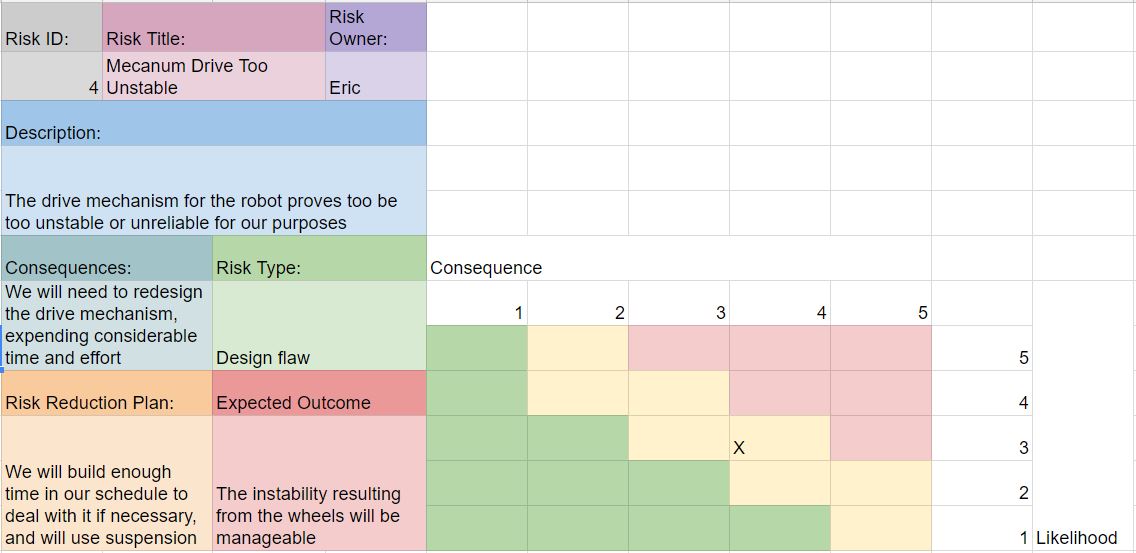 Risk ID:
Risk Title:
Risk
Owner:
4
Mecanum Drive Too
Unstable
Eric
Description:
The drive mechanism for the robot proves too be
too unstable or unreliable for our purposes
Consequences:
Risk Type:
Consequence
We will need to redesign
the drive mechanism,
expending considerable
time and effort
Design flaw
1 2 3 4 5
5
Risk Reduction Plan:
Expected Outcome
4
X
3
We will build enough
time in our schedule to
deal with it if necessary,
and will use suspension
The instability resulting
from the wheels will be
manageable
2
1 Likelihood